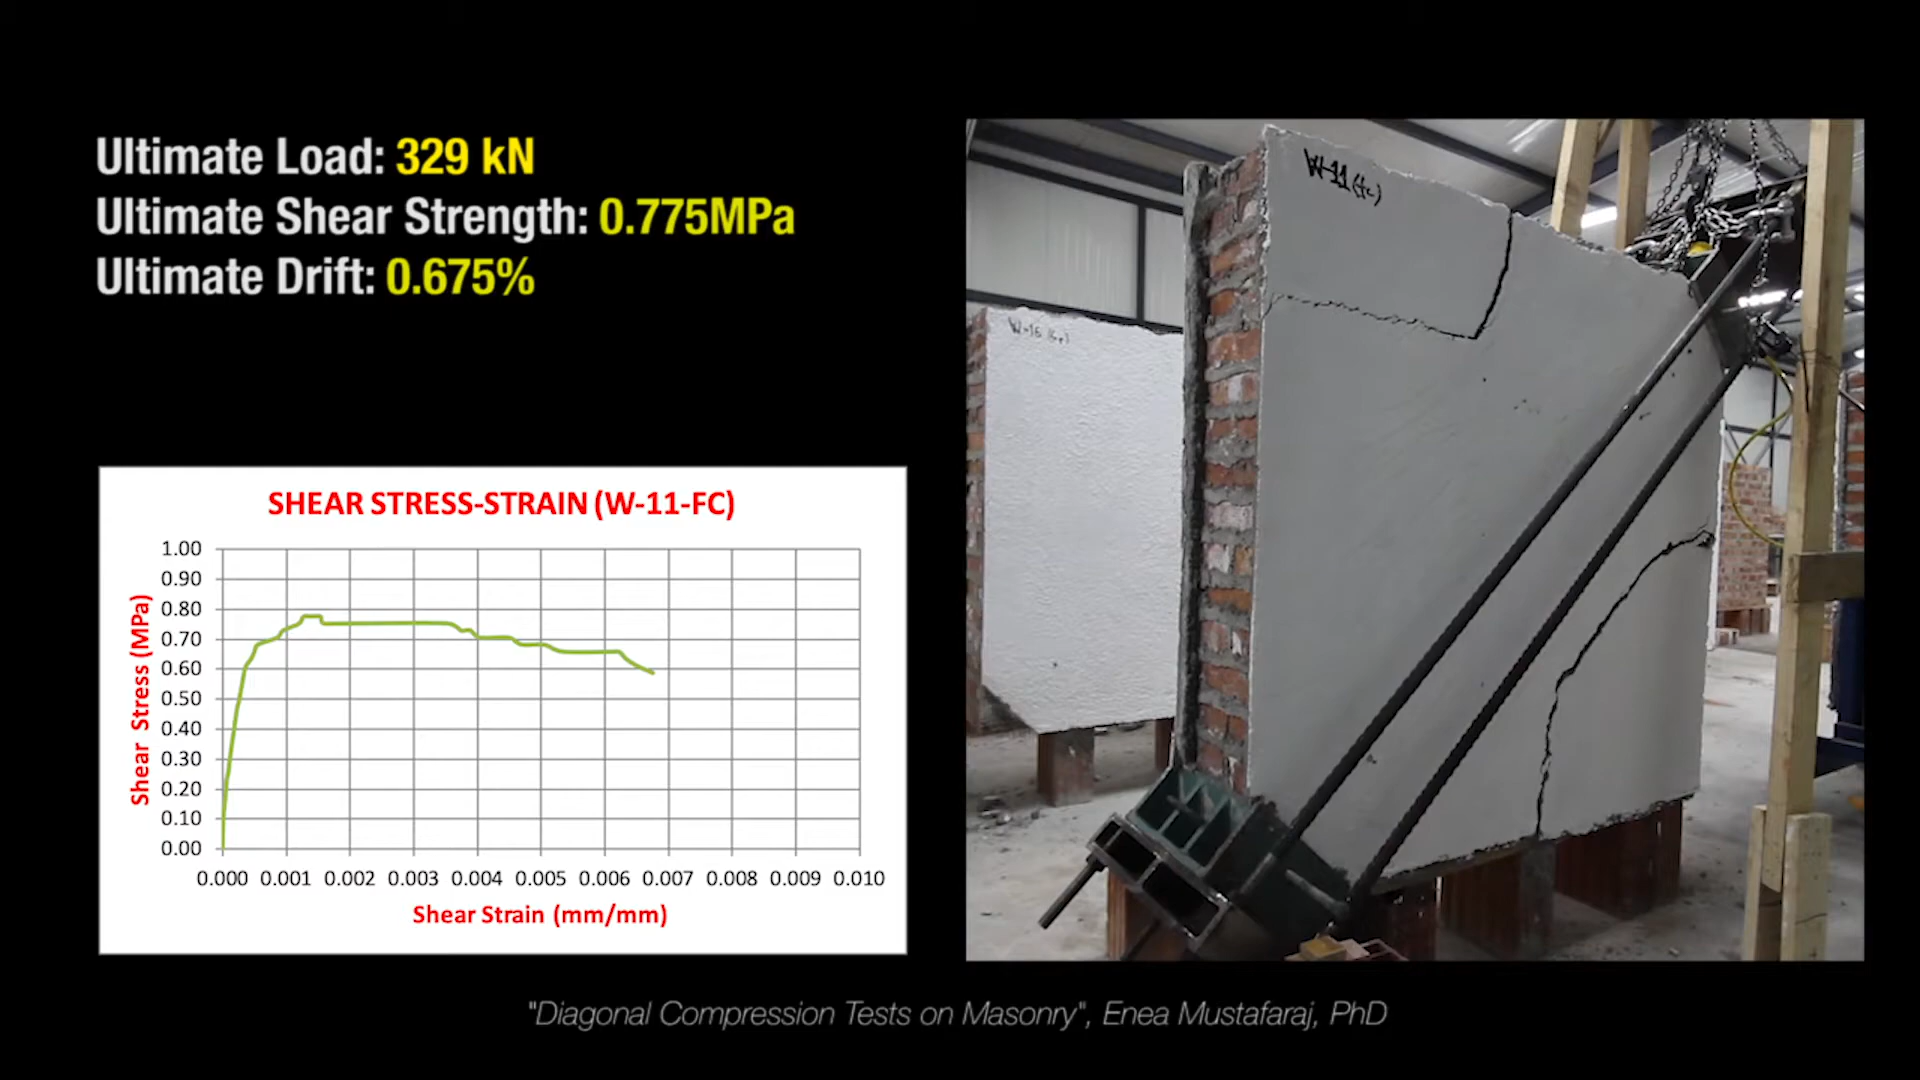 Ultimate Load: 329 kN
Ultimate Shear Strength: 0.775MPa
Ultimate Drift: 0.675%
SHEAR STRESS-STRAIN (W-11-FC)
Shear Stress (MPa)
1.00
0.90
0.80
0.70
0.60
0.50
0.40
0.30
0.20
0.10
0.00
0.000 0.001 0.002 0.003 0.004 0.005 0.006 0.007 0.008 0.009 0.010
Shear Strain (mm/mm)
W-11 (fc)
"Diagonal Compression Tests on Masonry", Enea Mustafaraj, PhD